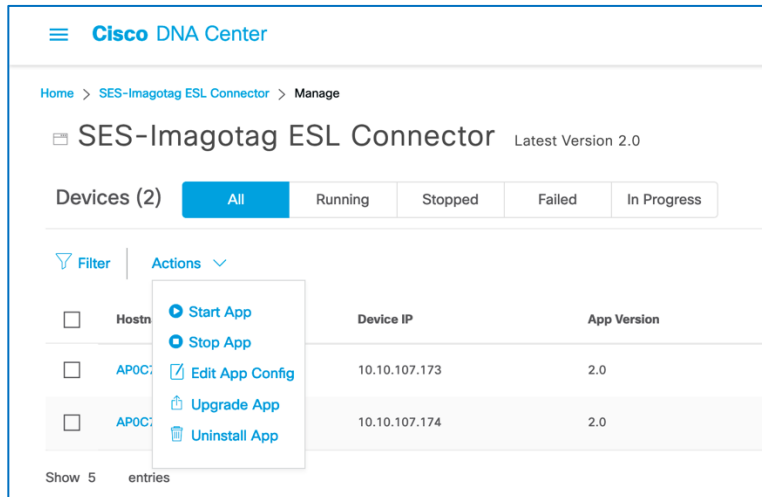 Cisco DNA Center
Home > SES-Imagotag ESL Connector > Manage
SES-Imagotag ESL Connector Latest Version 2.0
Devices (2) All Running Stopped Failed In Progress
Filter Actions
Start App
Stop App
Edit App Config
Upgrade App
Uninstall App
Hostn Device IP App Version
AP0C7 10.10.107.173 2.0
AP0C7 10.10.107.174 2.0
Show 5 entries